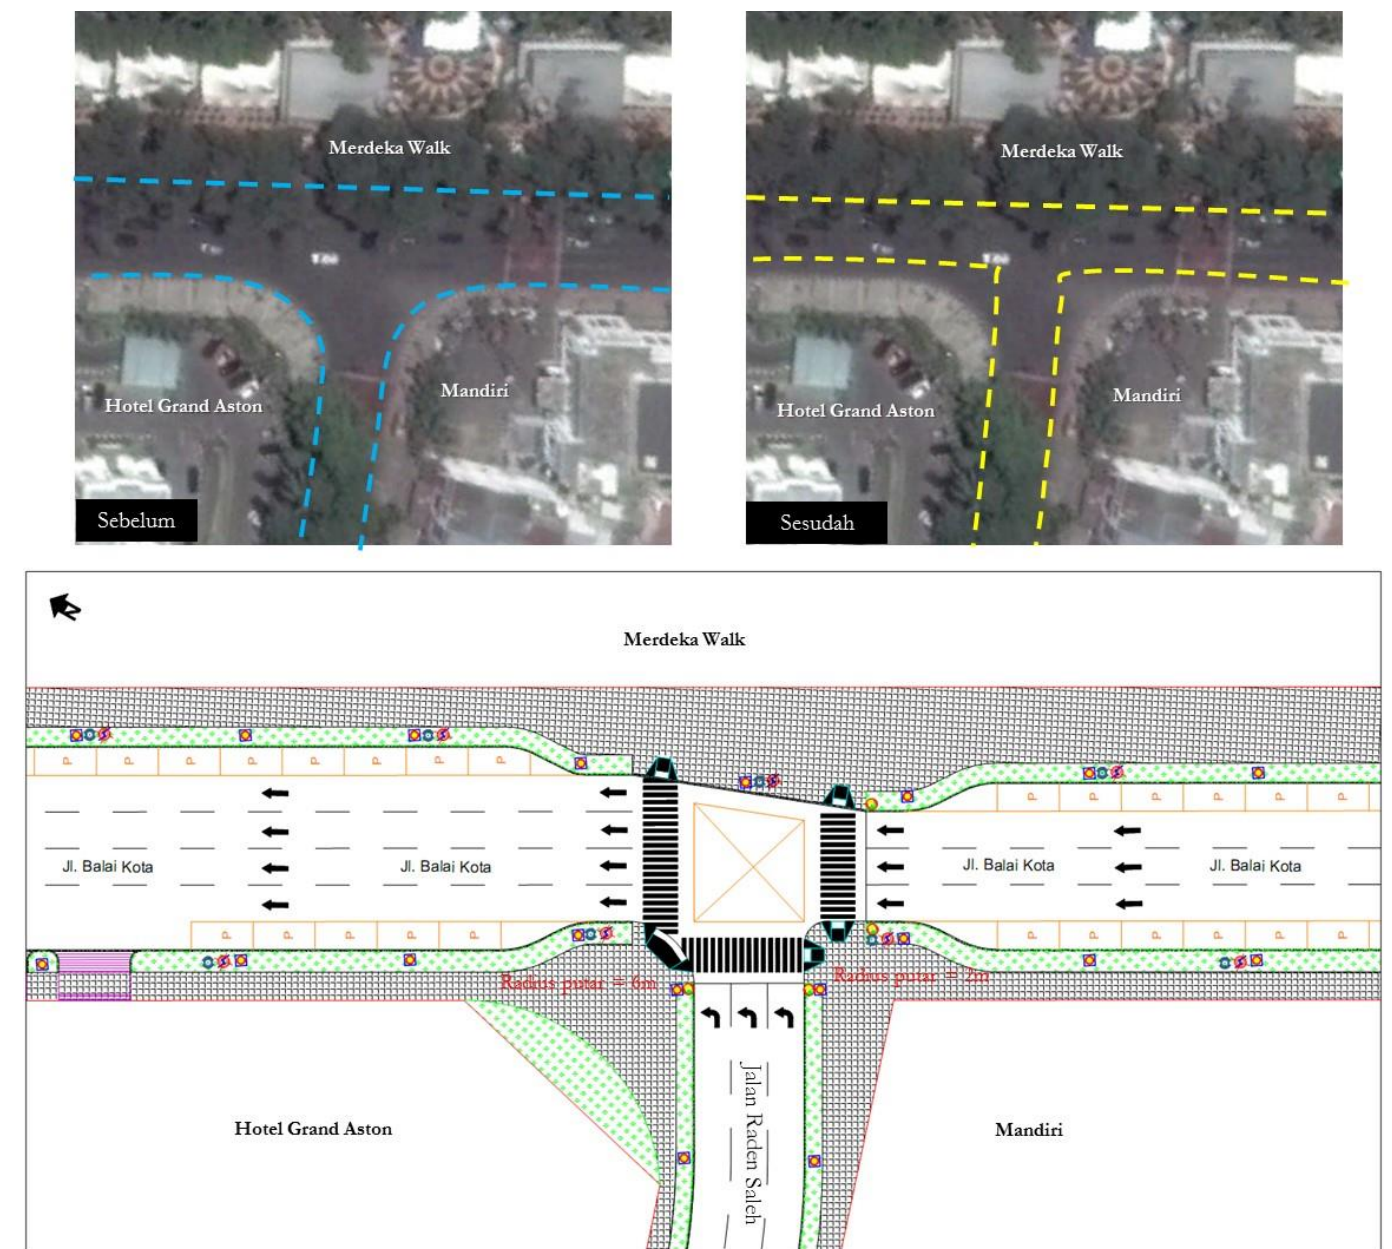 Merdeka Walk
Hotel Grand Aston
Mandiri
Sebelum
Merdeka Walk
Hotel Grand Aston
Mandiri
Sesudah
N
Merdeka Walk
P P P P P P P P
P P P P P P
Jl. Balai Kota
Jl. Balai Kota
Jl. Balai Kota
Jl. Balai Kota
P P P P P
P P P P P P
Radius putar = 6m
Radius putar = 2m
Jalan Raden Saleh
Hotel Grand Aston
Mandiri